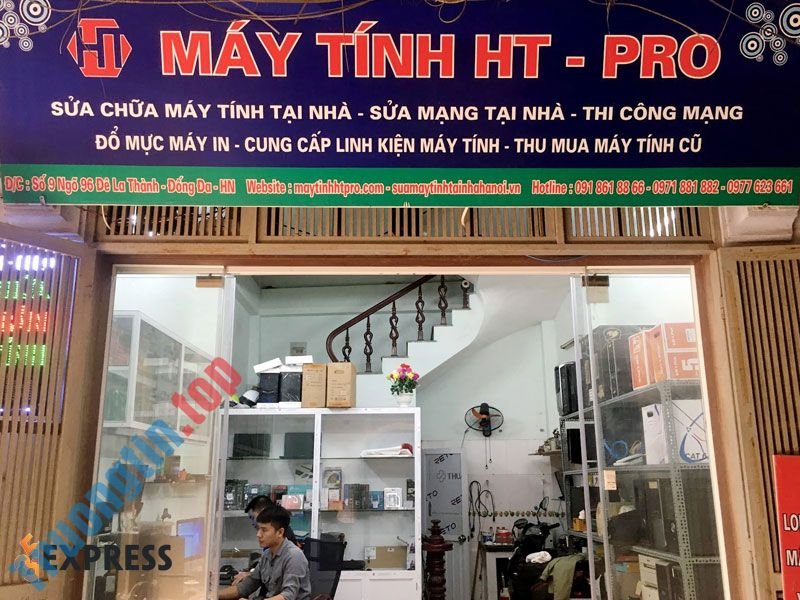 MÁY TÍNH HT - PRO
SỬA CHỮA MÁY TÍNH TẠI NHÀ - SỬA MẠNG TẠI NHÀ - THI CÔNG MẠNG
ĐỔ MỰC MÁY IN - CUNG CẤP LINH KIỆN MÁY TÍNH - THU MUA MÁY TÍNH CŨ
Đ/C : Số 9 Ngõ 96 Đê La Thành - Đống Đa - HN Website : maytinhhtpro.com - suamaytinhtainhahanoi.vn Hotline : 091 861 88 66 - 0971 881 882 - 0977 623 661
EXPRESS